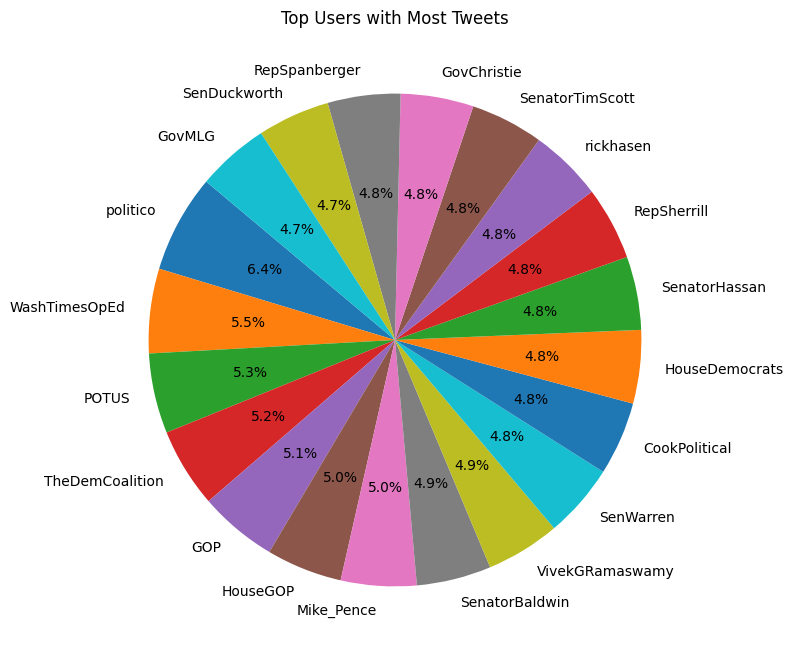 Top Users with Most Tweets
politico
6.4%
WashTimesOpEd
5.5%
POTUS
5.3%
TheDemCoalition
5.2%
GOP
5.1%
HouseGOP
5.0%
Mike_Pence
5.0%
SenatorBaldwin
4.9%
VivekGRamaswamy
4.9%
SenWarren
4.8%
CookPolitical
4.8%
HouseDemocrats
4.8%
SenatorHassan
4.8%
RepSherrill
4.8%
rickhasen
4.8%
SenatorTimScott
4.8%
GovChristie
4.8%
RepSpanberger
4.8%
SenDuckworth
4.7%
GovMLG
4.7%